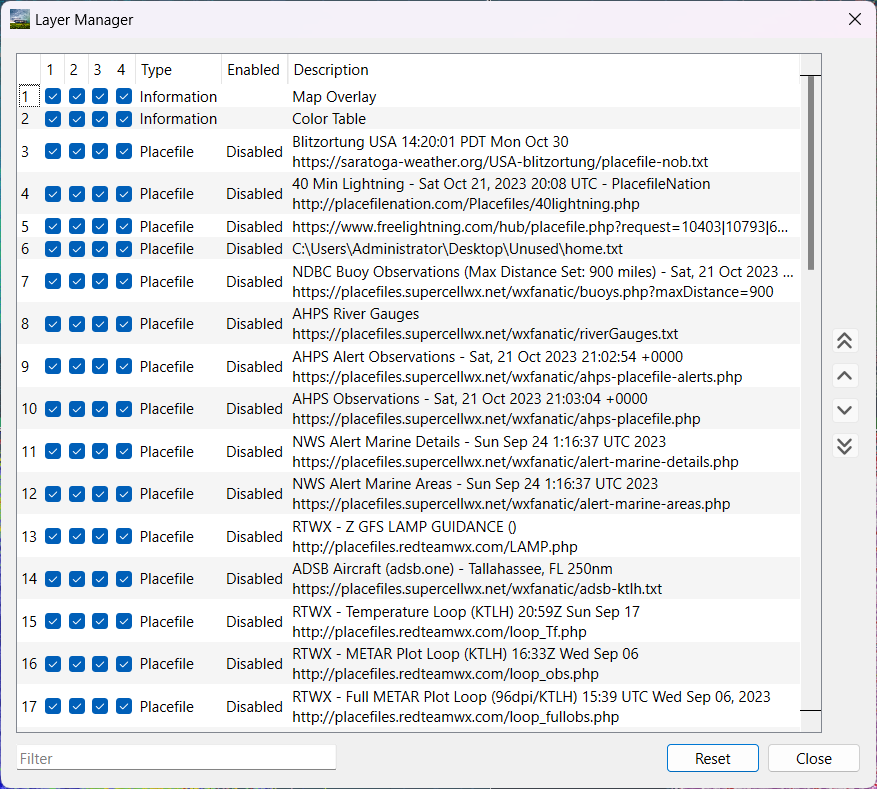 Layer Manager
1 2 3 4 Type Enabled Description
1 Information Map Overlay
2 Information Color Table
3 Placefile Disabled Blitzortung USA 14:20:01 PDT Mon Oct 30
https://saratoga-weather.org/USA-blitzortung/placefile-nob.txt
4 Placefile Disabled 40 Min Lightning - Sat Oct 21, 2023 20:08 UTC - PlacefileNation
http://placefilenation.com/Placefiles/40lightning.php
5 Placefile Disabled https://www.freelightning.com/hub/placefile.php?request=10403|10793|6...
6 Placefile Disabled C:\Users\Administrator\Desktop\Unused\home.txt
7 Placefile Disabled NDBC Buoy Observations (Max Distance Set: 900 miles) - Sat, 21 Oct 2023 ...
https://placefiles.supercellwx.net/wxfanatic/buoys.php?maxDistance=900
8 Placefile Disabled AHPS River Gauges
https://placefiles.supercellwx.net/wxfanatic/riverGauges.txt
9 Placefile Disabled AHPS Alert Observations - Sat, 21 Oct 2023 21:02:54 +0000
https://placefiles.supercellwx.net/wxfanatic/ahps-placefile-alerts.php
10 Placefile Disabled AHPS Observations - Sat, 21 Oct 2023 21:03:04 +0000
https://placefiles.supercellwx.net/wxfanatic/ahps-placefile.php
11 Placefile Disabled NWS Alert Marine Details - Sun Sep 24 1:16:37 UTC 2023
https://placefiles.supercellwx.net/wxfanatic/alert-marine-details.php
12 Placefile Disabled NWS Alert Marine Areas - Sun Sep 24 1:16:37 UTC 2023
https://placefiles.supercellwx.net/wxfanatic/alert-marine-areas.php
13 Placefile Disabled RTWX - Z GFS LAMP GUIDANCE ()
http://placefiles.redteamwx.com/LAMP.php
14 Placefile Disabled ADSB Aircraft (adsb.one) - Tallahassee, FL 250nm
https://placefiles.supercellwx.net/wxfanatic/adsb-ktlh.txt
15 Placefile Disabled RTWX - Temperature Loop (KTLH) 20:59Z Sun Sep 17
http://placefiles.redteamwx.com/loop_Tf.php
16 Placefile Disabled RTWX - METAR Plot Loop (KTLH) 16:33Z Wed Sep 06
http://placefiles.redteamwx.com/loop_obs.php
17 Placefile Disabled RTWX - Full METAR Plot Loop (96dpi/KTLH) 15:39 UTC Wed Sep 06, 2023
http://placefiles.redteamwx.com/loop_fullobs.php
Filter Reset Close